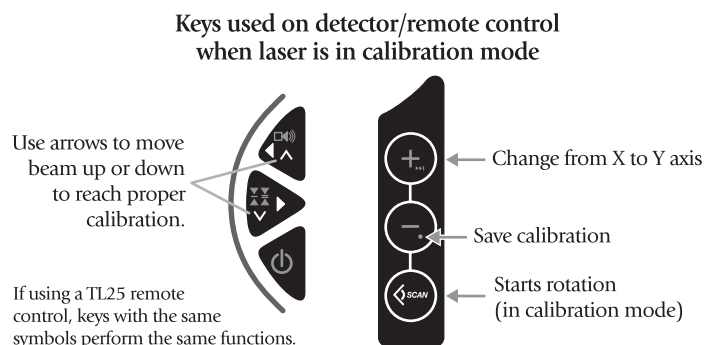 Keys used on detector/remote control
when laser is in calibration mode
Use arrows to move
beam up or down
to reach proper
calibration.
Change from X to Y axis
Save calibration
SCAN
Starts rotation
(in calibration mode)
If using a TL25 remote
control, keys with the same
symbols perform the same functions.